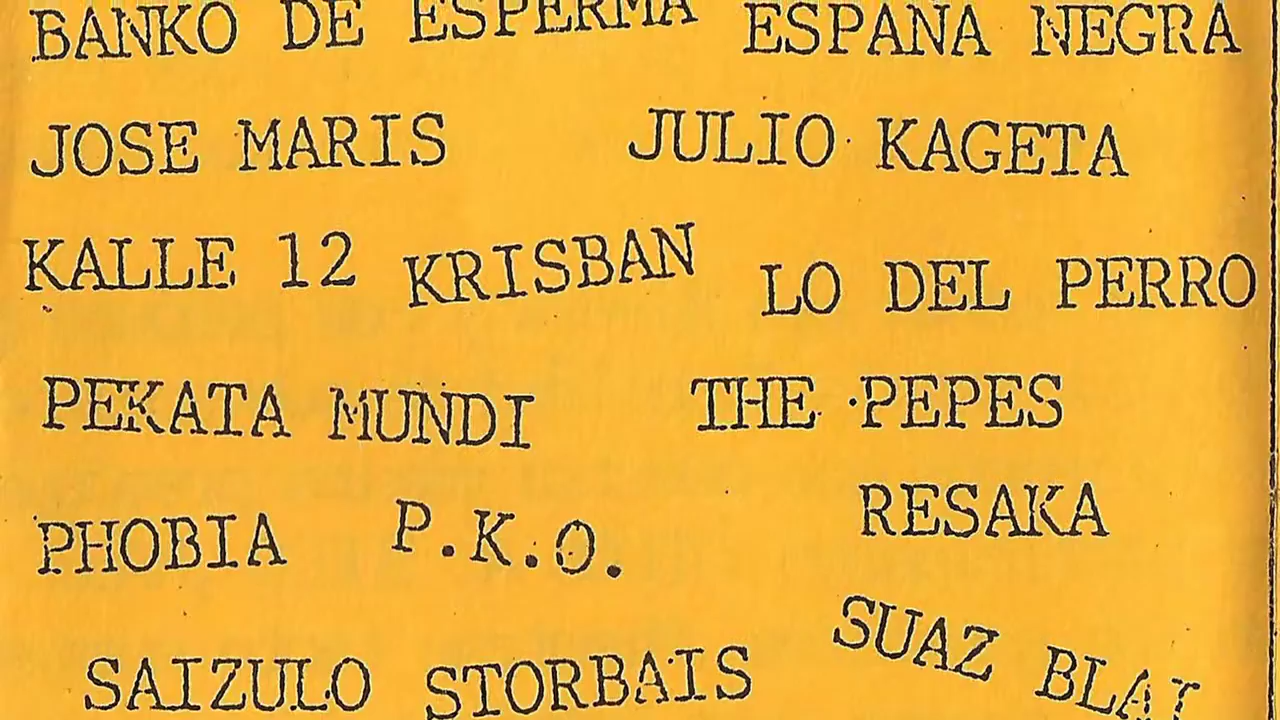 BANKO DE ESPERMA ESPAÑA NEGRA
JOSE MARIS JULIO KAGETA
KALLE 12 KRISBAN LO DEL PERRO
PEKATA MUNDI THE PEPES
PHOBIA P.K.O. RESAKA
SAIZULO STORBAIS SUAZ BLAI